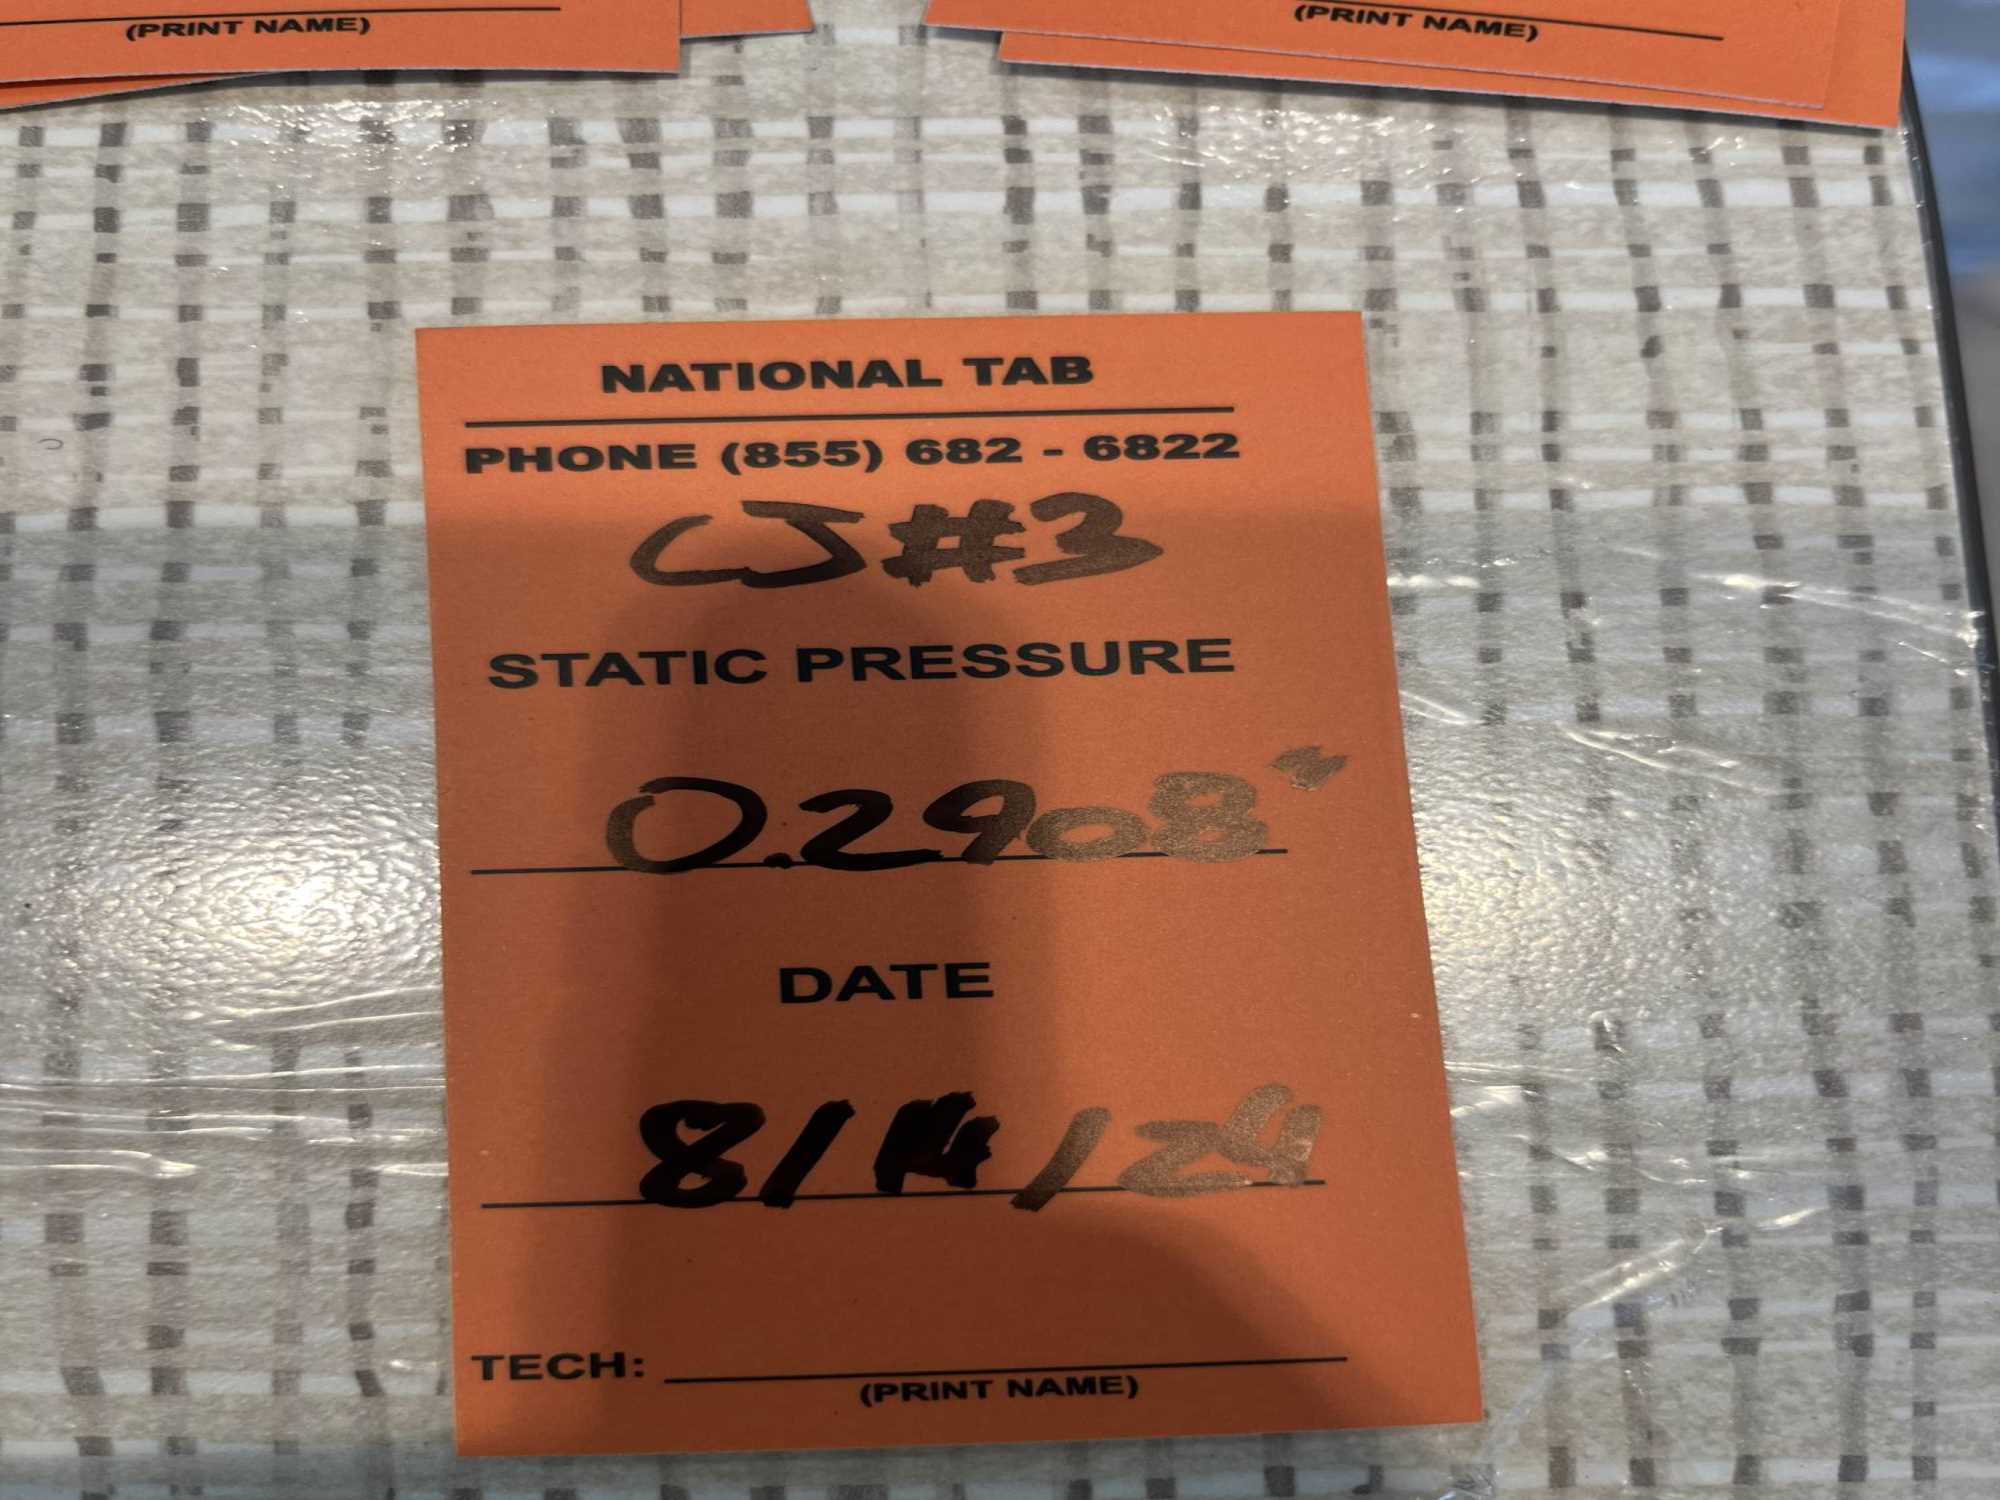 (PRINT NAME)
(PRINT NAME)
NATIONAL TAB
PHONE (855) 682 - 6822
CJ #3
STATIC PRESSURE
0.2908"
DATE
8/14/24
TECH:
(PRINT NAME)